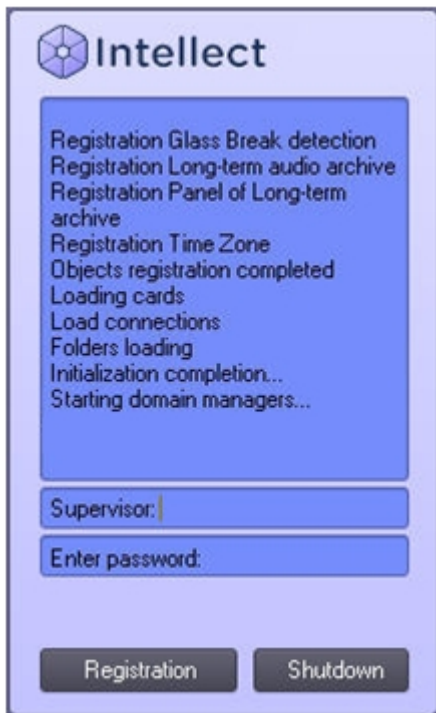 Intellect
Registration Glass Break detection
Registration Long-term audio archive
Registration Panel of Long-term
archive
Registration Time Zone
Objects registration completed
Loading cards
Load connections
Folders loading
Initialization completion...
Starting domain managers...
Supervisor:
Enter password:
Registration
Shutdown